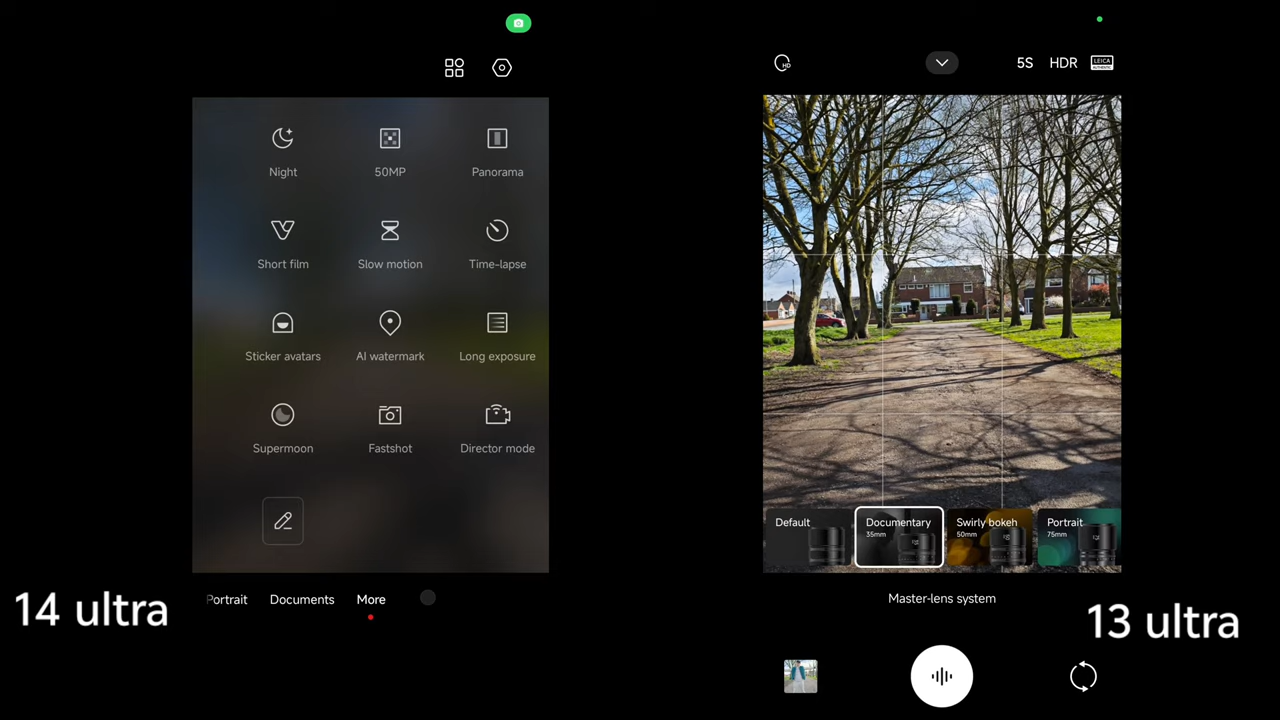 HD
5S
HDR
LEICA
AUTHENTIC
Night
50MP
Panorama
Short film
Slow motion
Time-lapse
Sticker avatars
AI watermark
Long exposure
Supermoon
Fastshot
Director mode
Portrait
Documents
More
14 ultra
Default
Documentary
35mm
Swirly bokeh
50mm
Portrait
75mm
Master-lens system
13 ultra